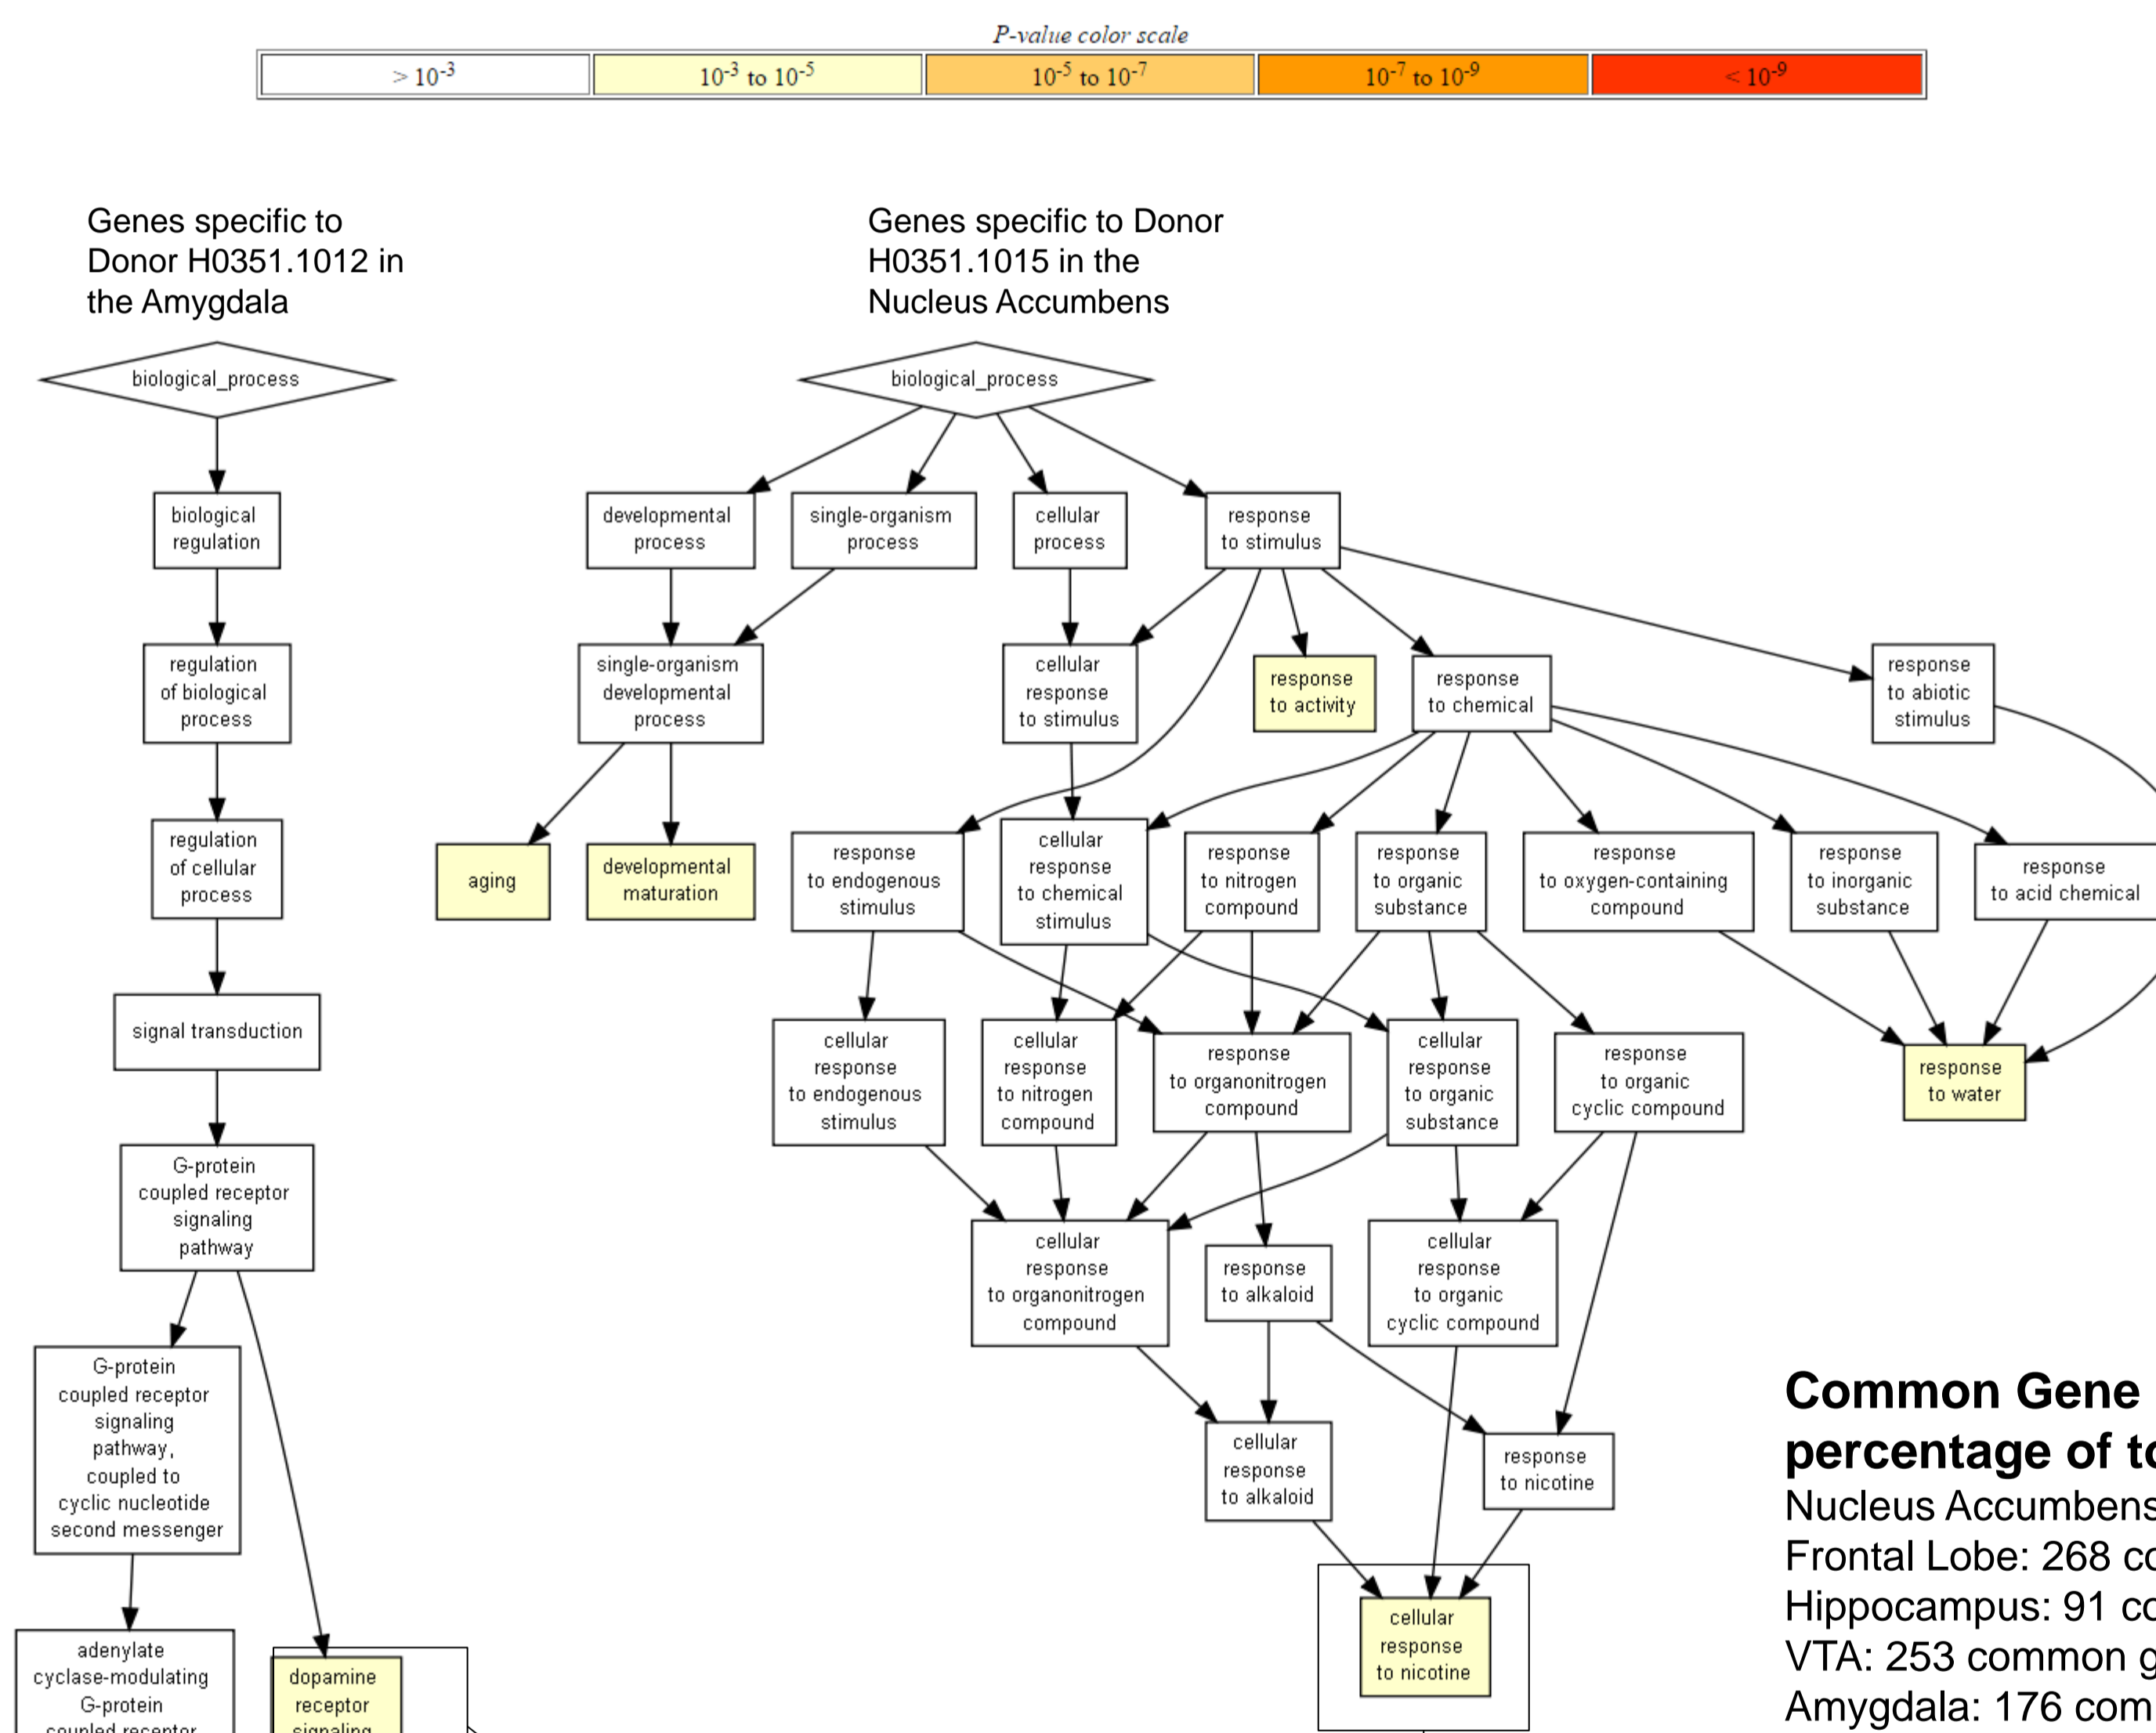 P-value color scale
> 10-3
10-3 to 10-5
10-5 to 10-7
10-7 to 10-9
< 10-9
Genes specific to
Donor H0351.1012 in
the Amygdala
biological_process
biological
regulation
regulation
of biological
process
regulation
of cellular
process
signal transduction
G-protein
coupled receptor
signaling
pathway
G-protein
coupled receptor
signaling
pathway,
coupled to
cyclic nucleotide
second messenger
adenylate
cyclase-modulating
G-protein
coupled receptor
dopamine
receptor
signaling
Genes specific to Donor
H0351.1015 in the
Nucleus Accumbens
biological_process
developmental
process
single-organism
process
cellular
process
response
to stimulus
single-organism
developmental
process
cellular
response
to stimulus
response
to activity
response
to chemical
response
to abiotic
stimulus
aging
developmental
maturation
response
to endogenous
stimulus
cellular
response
to chemical
stimulus
response
to nitrogen
compound
response
to organic
substance
response
to oxygen-containing
compound
response
to inorganic
substance
response
to acid chemical
cellular
response
to endogenous
stimulus
cellular
response
to nitrogen
compound
response
to organonitrogen
compound
cellular
response
to organic
substance
response
to organic
cyclic compound
response
to water
cellular
response
to organonitrogen
compound
response
to alkaloid
cellular
response
to organic
cyclic compound
cellular
response
to alkaloid
response
to nicotine
cellular
response
to nicotine
Common Gene
percentage of
Nucleus Accumbens
Frontal Lobe: 268
Hippocampus: 91
VTA: 253 common
Amygdala: 176